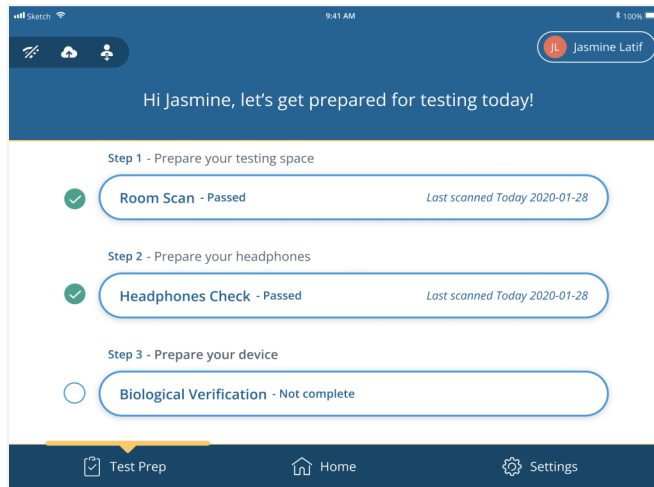 Sketch
9:41 AM
100%
JL Jasmine Latif
Hi Jasmine, let's get prepared for testing today!
Step 1 - Prepare your testing space
Room Scan - Passed Last scanned Today 2020-01-28
Step 2 - Prepare your headphones
Headphones Check - Passed Last scanned Today 2020-01-28
Step 3 - Prepare your device
Biological Verification - Not complete
Test Prep Home Settings